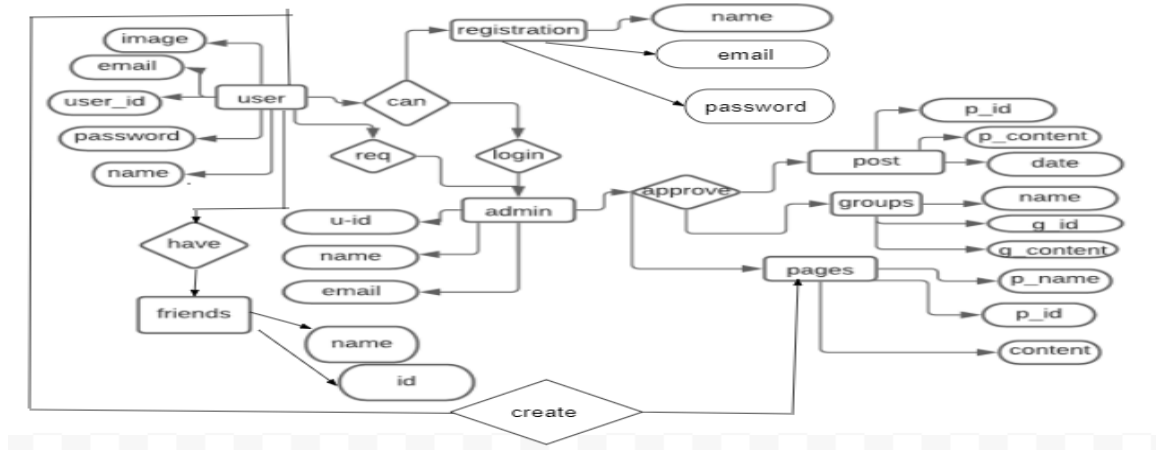 registration
name
email
password
image
email
user_id
password
name
user
can
req
login
admin
u-id
name
email
approve
post
p_id
p_content
date
groups
name
g_id
g_content
pages
p_name
p_id
content
have
friends
name
id
create